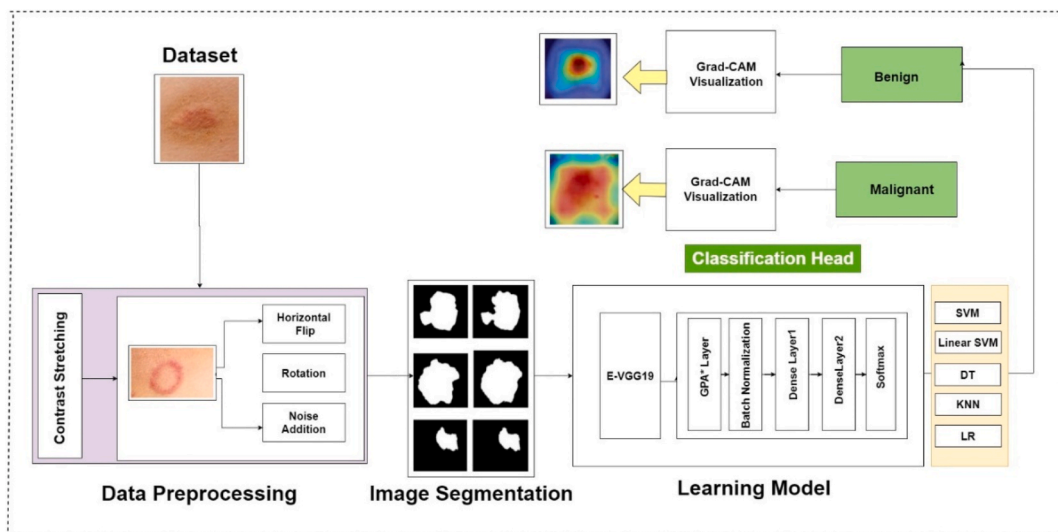 Dataset
Grad-CAM
Visualization
Benign
Grad-CAM
Visualization
Malignant
Classification Head
Contrast Stretching
Horizontal
Flip
Rotation
Noise
Addition
E-VGG19
GPA* Layer
Batch Normalization
Dense Layer1
DenseLayer2
Softmax
SVM
Linear SVM
DT
KNN
LR
Data Preprocessing
Image Segmentation
Learning Model